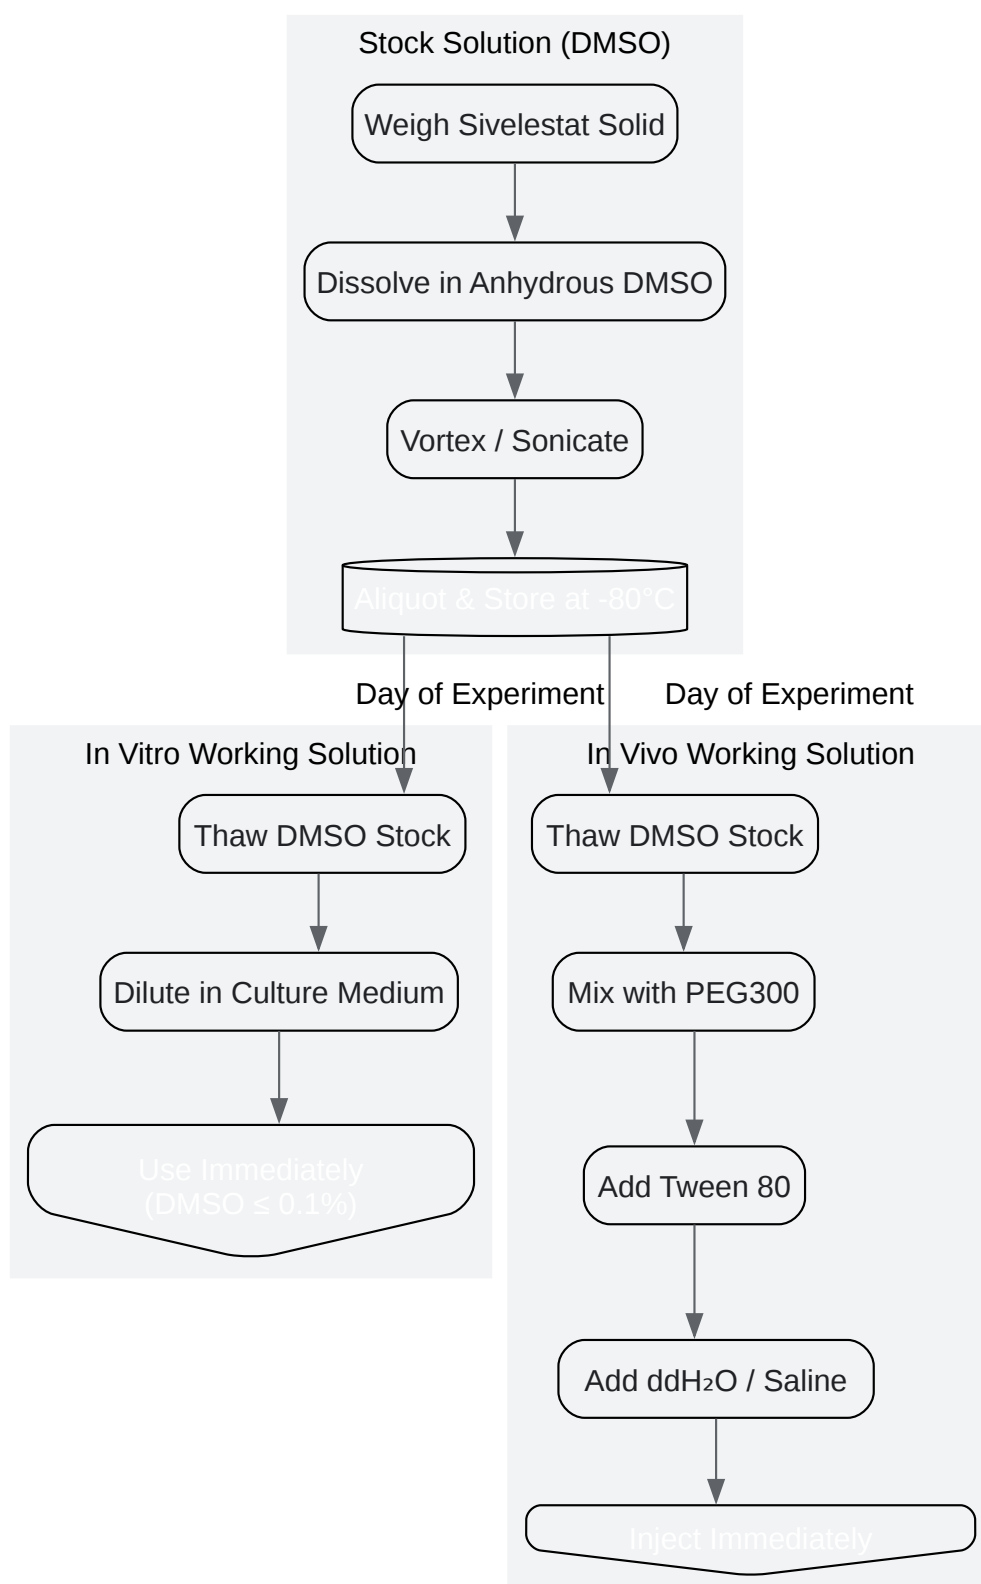 Stock Solution (DMSO)
Weigh Sivelestat Solid
Dissolve in Anhydrous DMSO
Vortex / Sonicate
Aliquot & Store at -80°C
Day of Experiment
Day of Experiment
In Vitro Working Solution
Thaw DMSO Stock
Dilute in Culture Medium
Use Immediately
(DMSO ≤ 0.1%)
In Vivo Working Solution
Thaw DMSO Stock
Mix with PEG300
Add Tween 80
Add ddH₂O / Saline
Inject Immediately